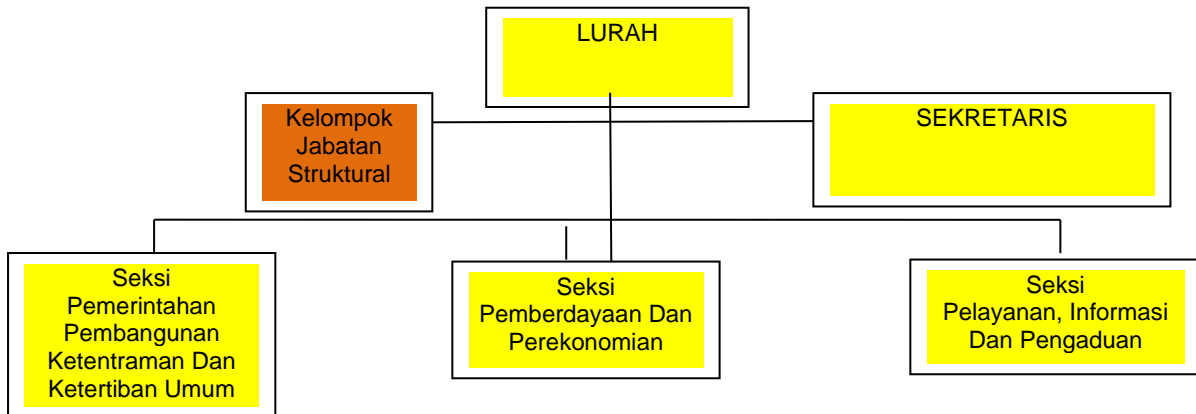 LURAH
Kelompok
Jabatan
Struktural
SEKRETARIS
Seksi
Pemerintahan
Pembangunan
Ketentraman Dan
Ketertiban Umum
Seksi
Pemberdayaan Dan
Perekonomian
Seksi
Pelayanan, Informasi
Dan Pengaduan